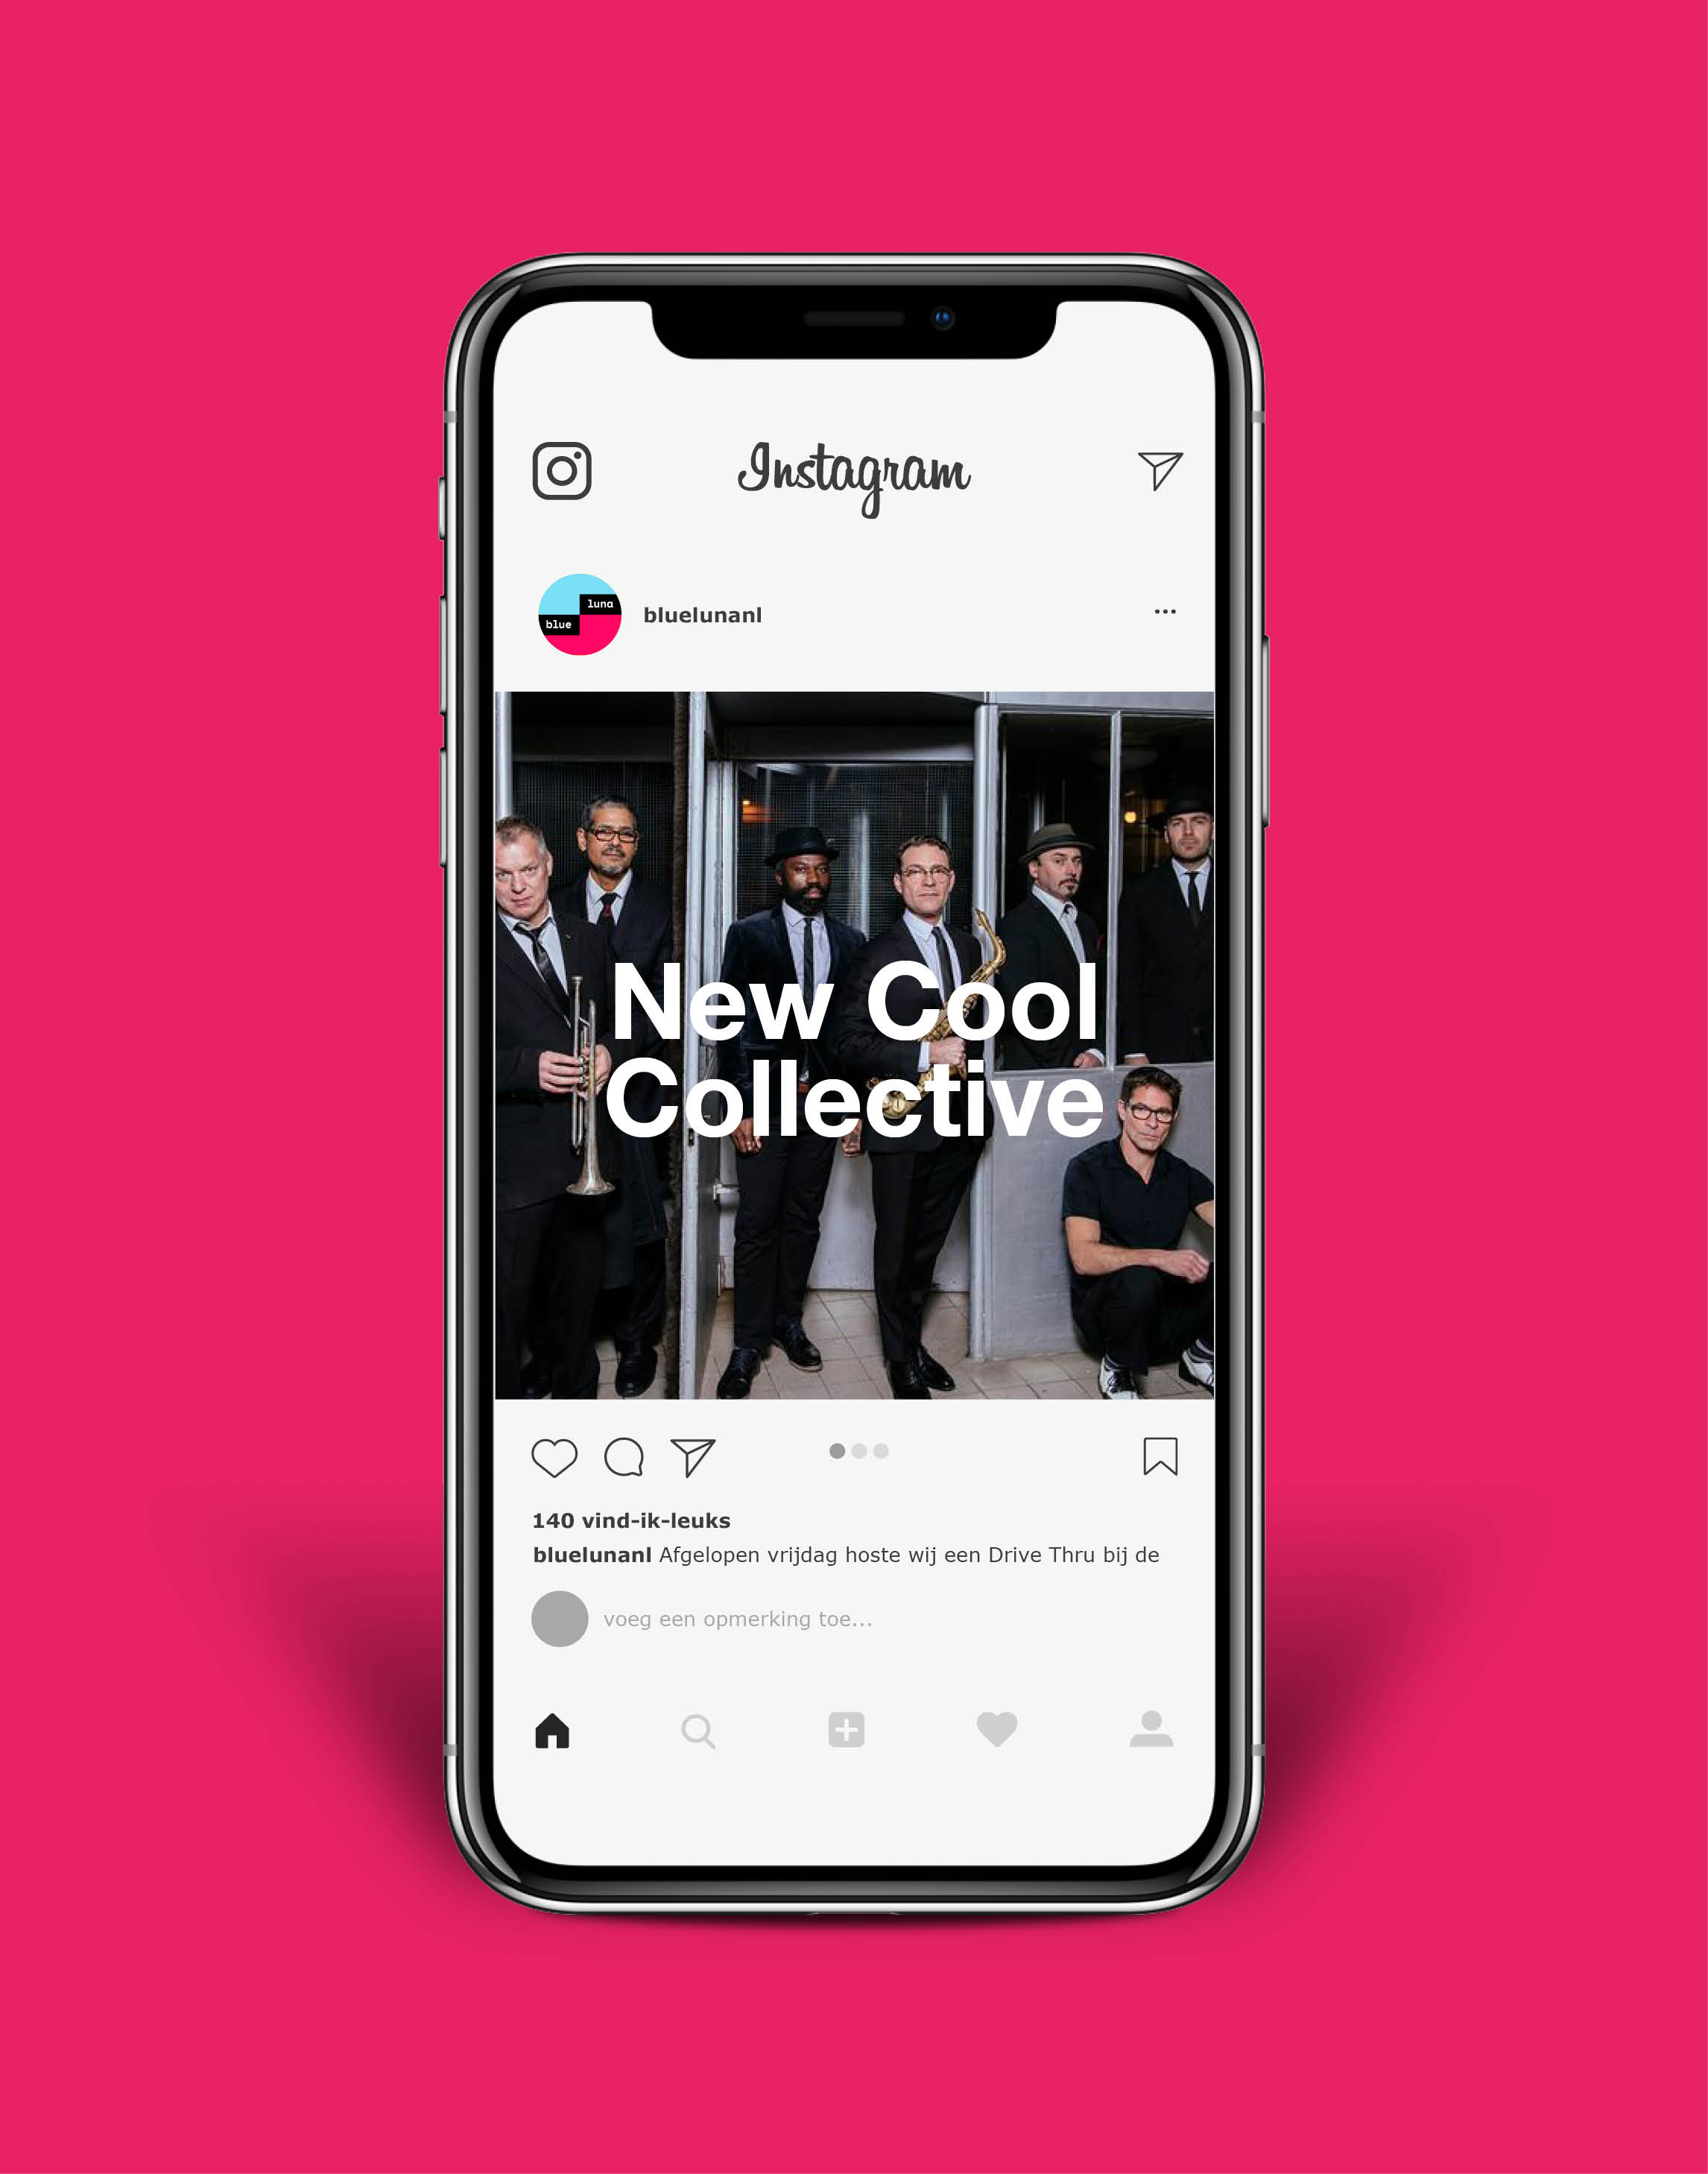 Instagram
luna
blue
bluelunanl
New Cool
Collective
140 vind-ik-leuks
bluelunanl Afgelopen vrijdag hoste wij een Drive Thru bij de
voeg een opmerking toe...